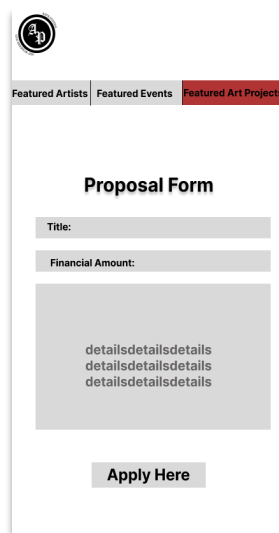 AP
Featured Artists
Featured Events
Featured Art Projects
Proposal Form
Title:
Financial Amount:
detailsdetailsdetails
detailsdetailsdetails
detailsdetailsdetails
Apply Here